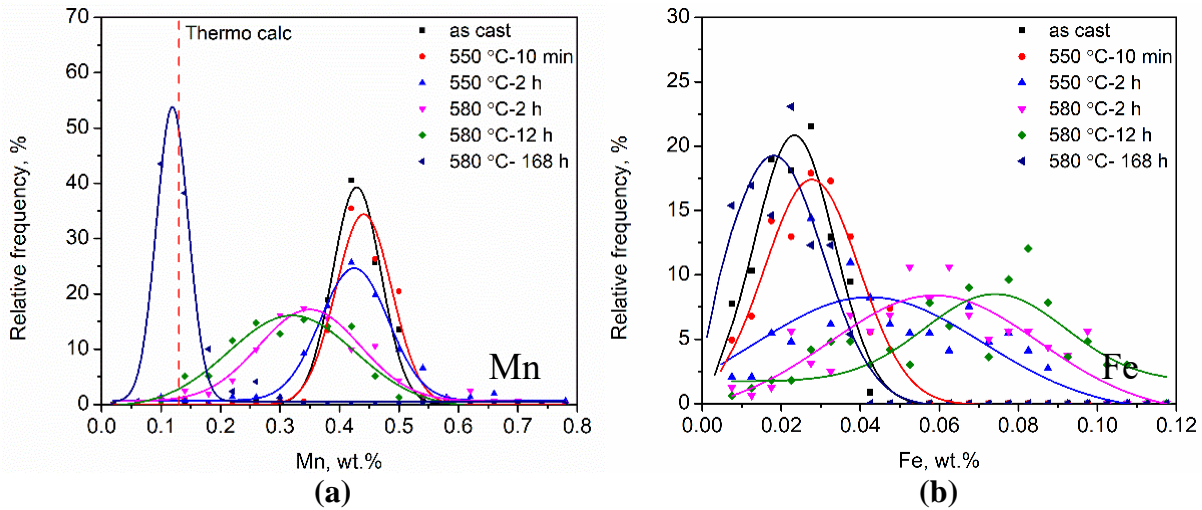 70
60
50
40
30
20
10
0
Relative frequency, %
Thermo calc
as cast
550 °C-10 min
550 °C-2 h
580 °C-2 h
580 °C-12 h
580 °C- 168 h
Mn
0.0 0.1 0.2 0.3 0.4 0.5 0.6 0.7 0.8
Mn, wt.%
(a)
30
25
20
15
10
5
0
Relative frequency, %
as cast
550 °C-10 min
550 °C-2 h
580 °C-2 h
580 °C-12 h
580 °C- 168 h
Fe
0.00 0.02 0.04 0.06 0.08 0.10 0.12
Fe, wt.%
(b)